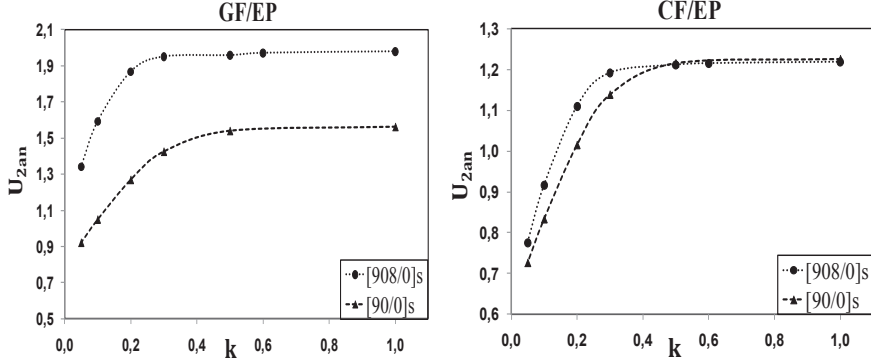 GF/EP
2,1
1,9
1,7
1,5
1,3
1,1
0,9
0,7
0,5
U2an
0,0 0,2 0,4 0,6 0,8 1,0
k
[908/0]s
[90/0]s
CF/EP
1,3
1,2
1,1
1,0
0,9
0,8
0,7
0,6
U2an
0,0 0,2 0,4 0,6 0,8 1,0
k
[908/0]s
[90/0]s